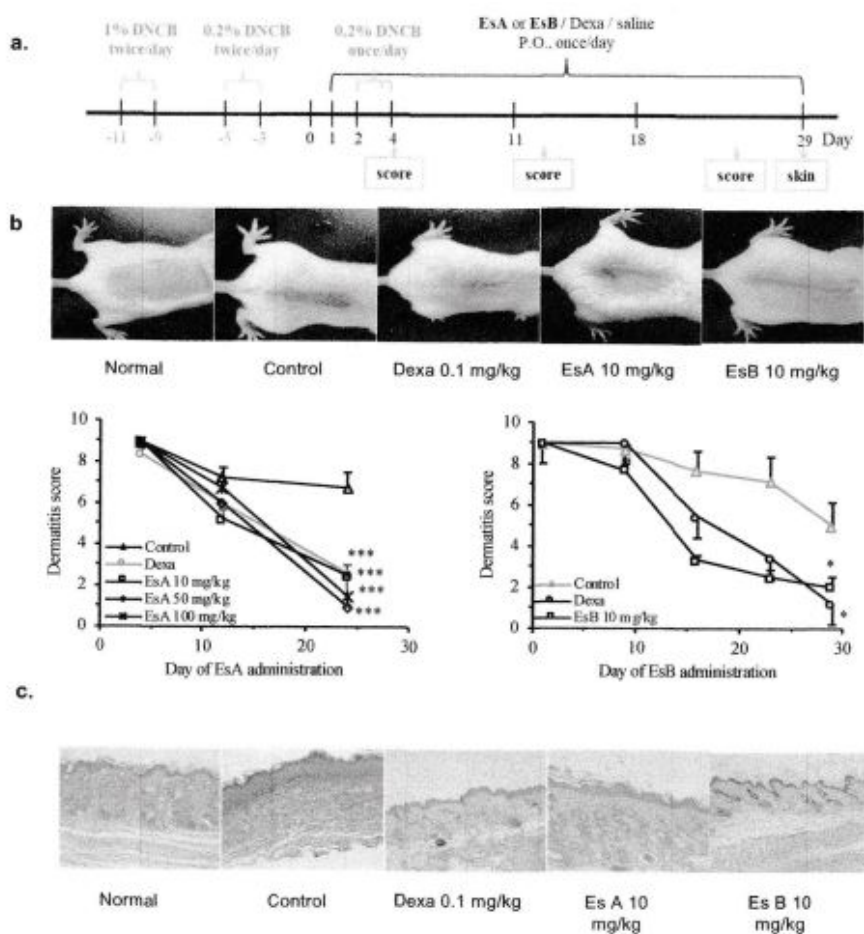 a.
1% DNCB
twice/day
0.2% DNCB
twice/day
0.2% DNCB
once/day
EsA or EsB / Dexa / saline
P.O., once/day
-11 -9 -5 -3 0 1 2 4 11 18 29 Day
score score score skin
b
Normal Control Dexa 0.1 mg/kg EsA 10 mg/kg EsB 10 mg/kg
10
8
6
4
2
0
Dermatitis score
Control
Dexa
EsA 10 mg/kg
EsA 50 mg/kg
EsA 100 mg/kg
***
***
***
***
0 10 20 30
Day of EsA administration
10
8
6
4
2
0
Dermatitis score
Control
Dexa
EsB 10 mg/kg
*
*
0 10 20 30
Day of EsB administration
c.
Normal Control Dexa 0.1 mg/kg Es A 10 mg/kg Es B 10 mg/kg